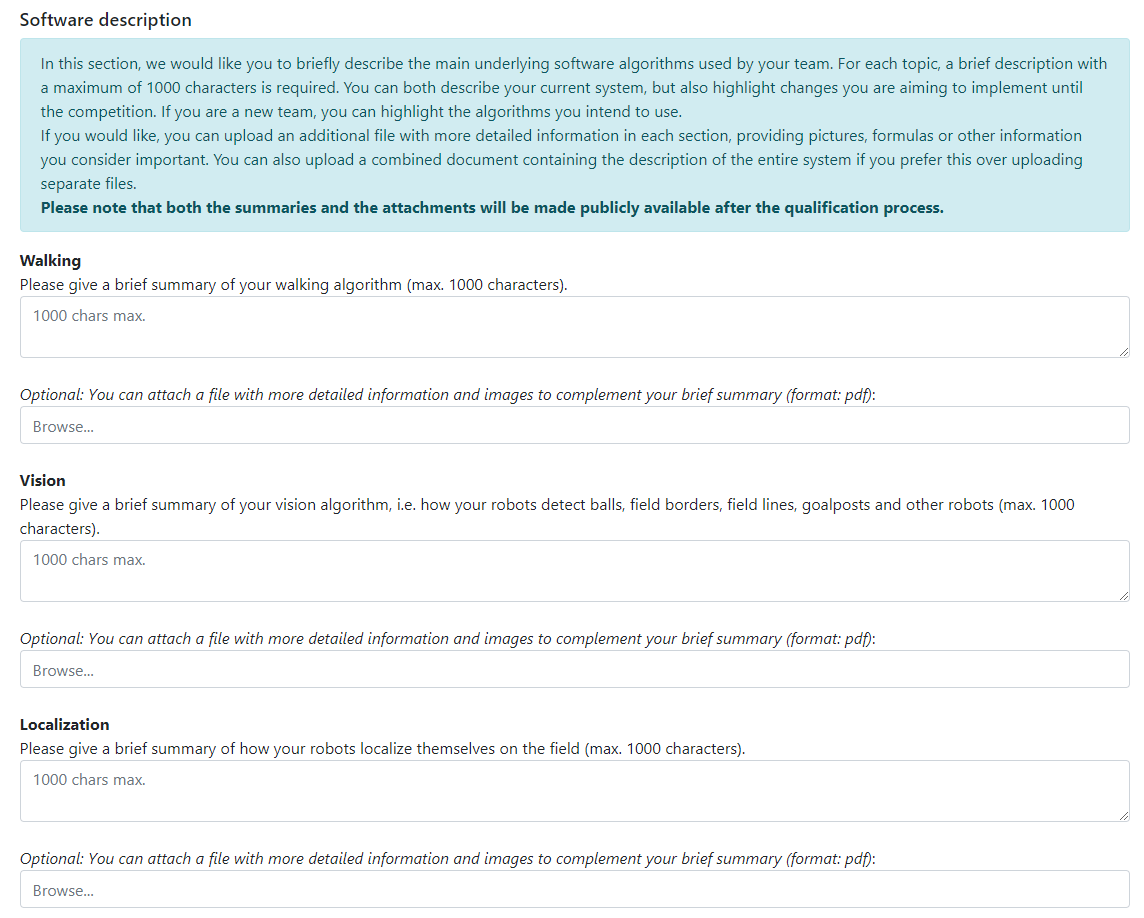 Software description
In this section, we would like you to briefly describe the main underlying software algorithms used by your team. For each topic, a brief description with
a maximum of 1000 characters is required. You can both describe your current system, but also highlight changes you are aiming to implement until
the competition. If you are a new team, you can highlight the algorithms you intend to use.
If you would like, you can upload an additional file with more detailed information in each section, providing pictures, formulas or other information
you consider important. You can also upload a combined document containing the description of the entire system if you prefer this over uploading
separate files.
Please note that both the summaries and the attachments will be made publicly available after the qualification process.
Walking
Please give a brief summary of your walking algorithm (max. 1000 characters).
1000 chars max.
Optional: You can attach a file with more detailed information and images to complement your brief summary (format: pdf):
Browse...
Vision
Please give a brief summary of your vision algorithm, i.e. how your robots detect balls, field borders, field lines, goalposts and other robots (max. 1000
characters).
1000 chars max.
Optional: You can attach a file with more detailed information and images to complement your brief summary (format: pdf):
Browse...
Localization
Please give a brief summary of how your robots localize themselves on the field (max. 1000 characters).
1000 chars max.
Optional: You can attach a file with more detailed information and images to complement your brief summary (format: pdf):
Browse...